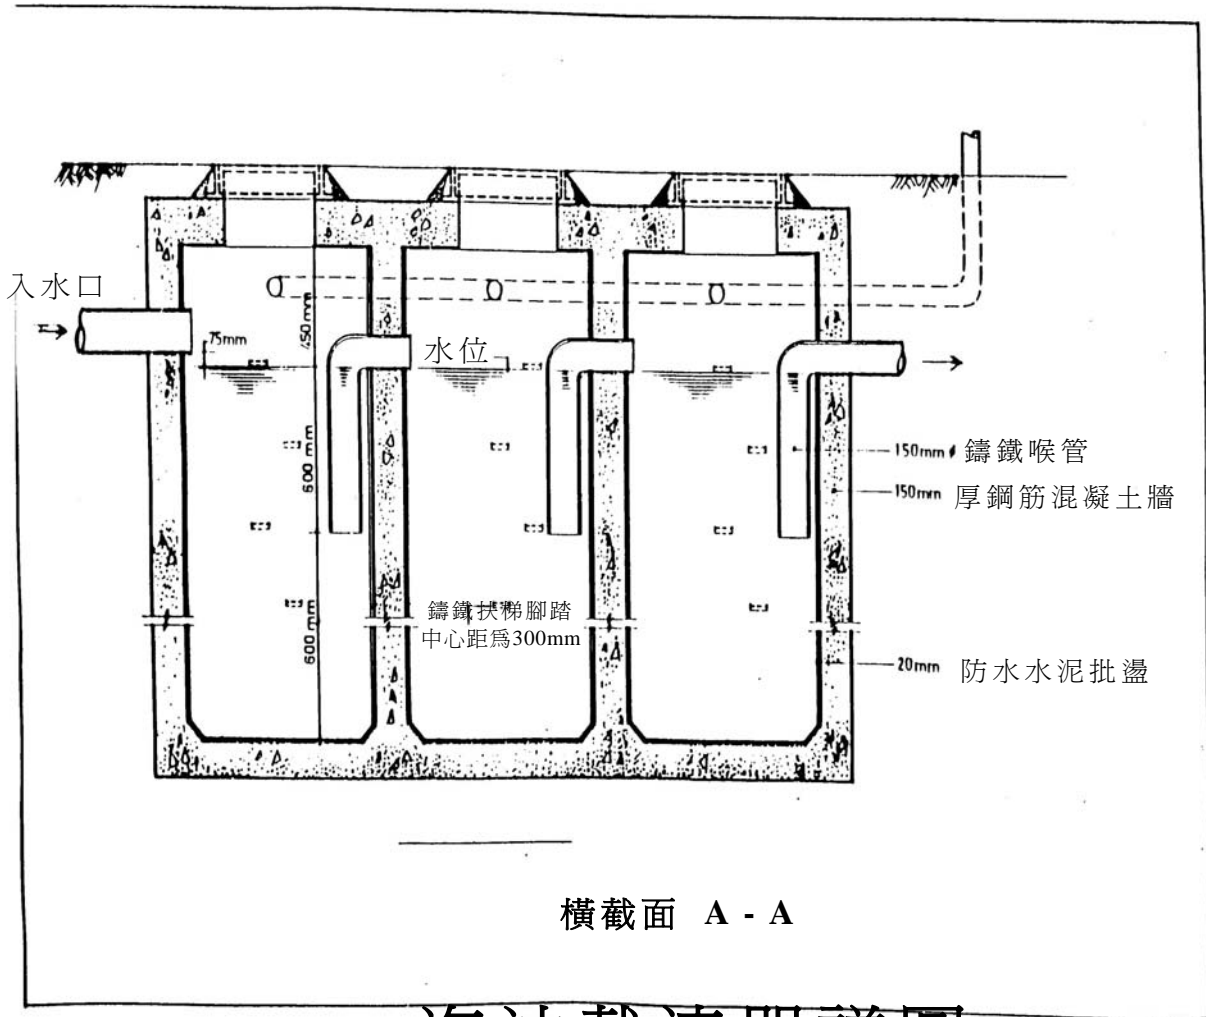 入水口
75mm
450mm
水位
600mm
150mm 鑄鐵喉管
150mm 厚鋼筋混凝土牆
鑄鐵扶梯腳踏
中心距爲300mm
600mm
20mm 防水水泥批盪
橫截面 A - A